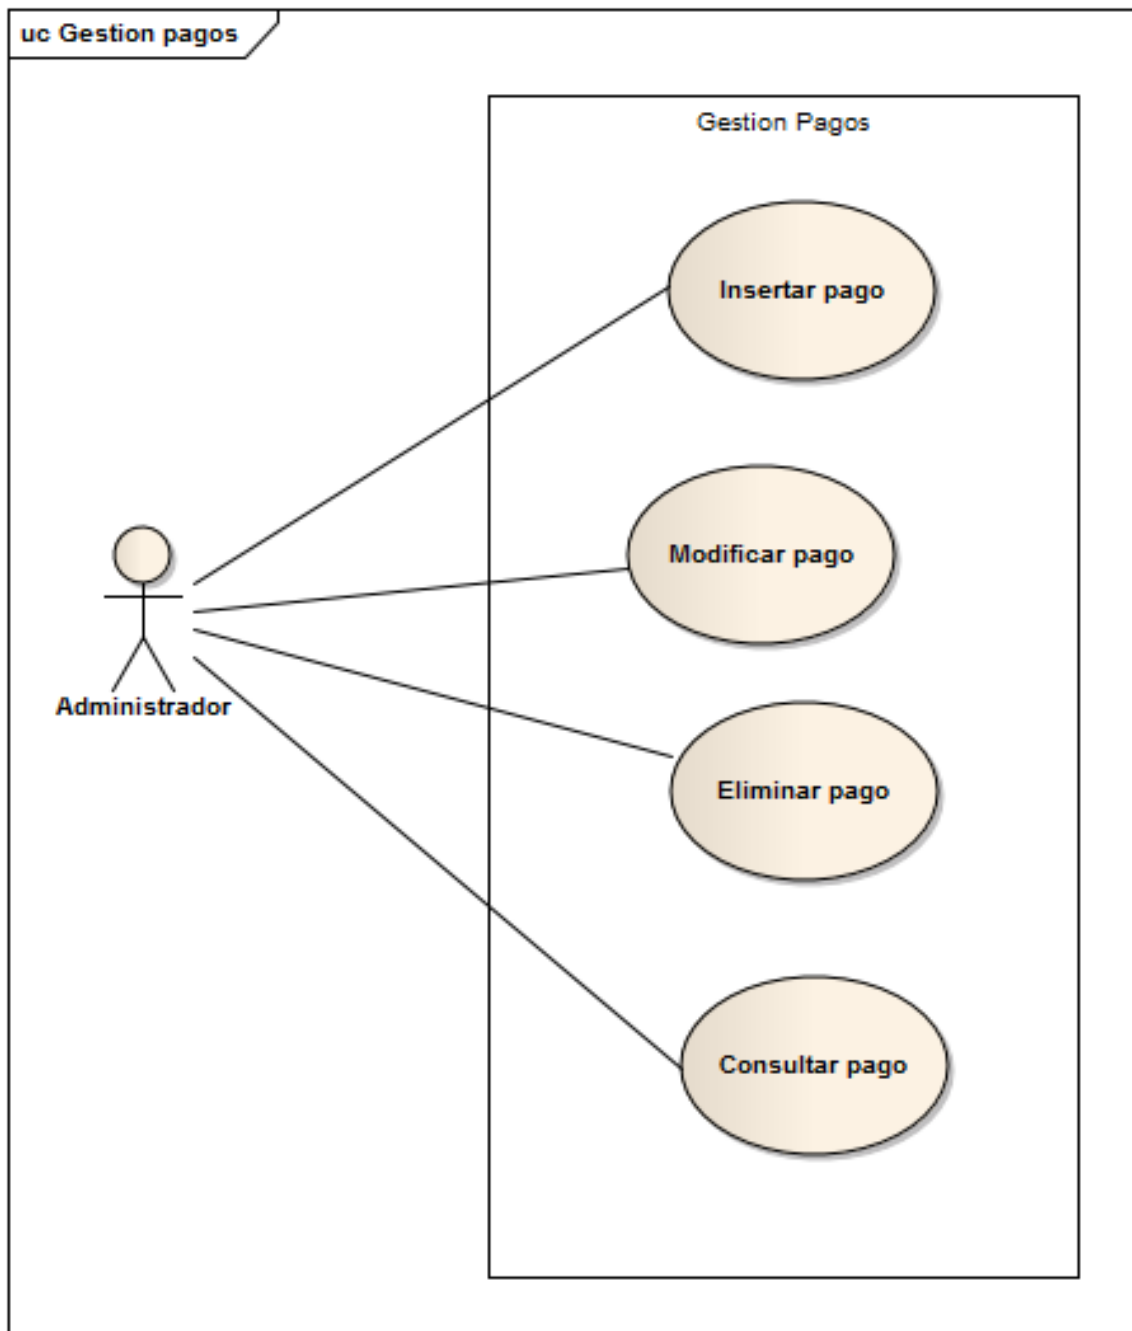 uc Gestion pagos
Gestion Pagos
Insertar pago
Modificar pago
Administrador
Eliminar pago
Consultar pago